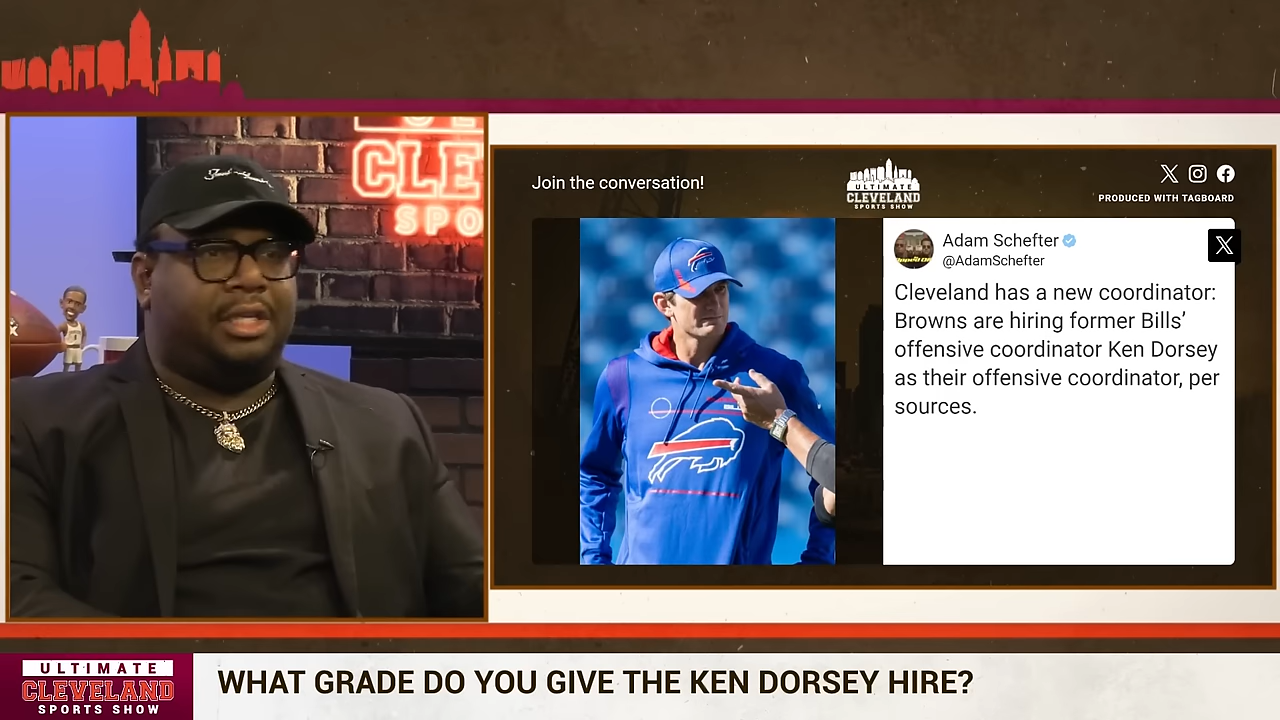 CLE
SPO
Join the conversation!
ULTIMATE
CLEVELAND
SPORTS SHOW
PRODUCED WITH TAGBOARD
Adam Schefter
@AdamSchefter
Cleveland has a new coordinator:
Browns are hiring former Bills’
offensive coordinator Ken Dorsey
as their offensive coordinator, per
sources.
ULTIMATE
CLEVELAND
SPORTS SHOW
WHAT GRADE DO YOU GIVE THE KEN DORSEY HIRE?